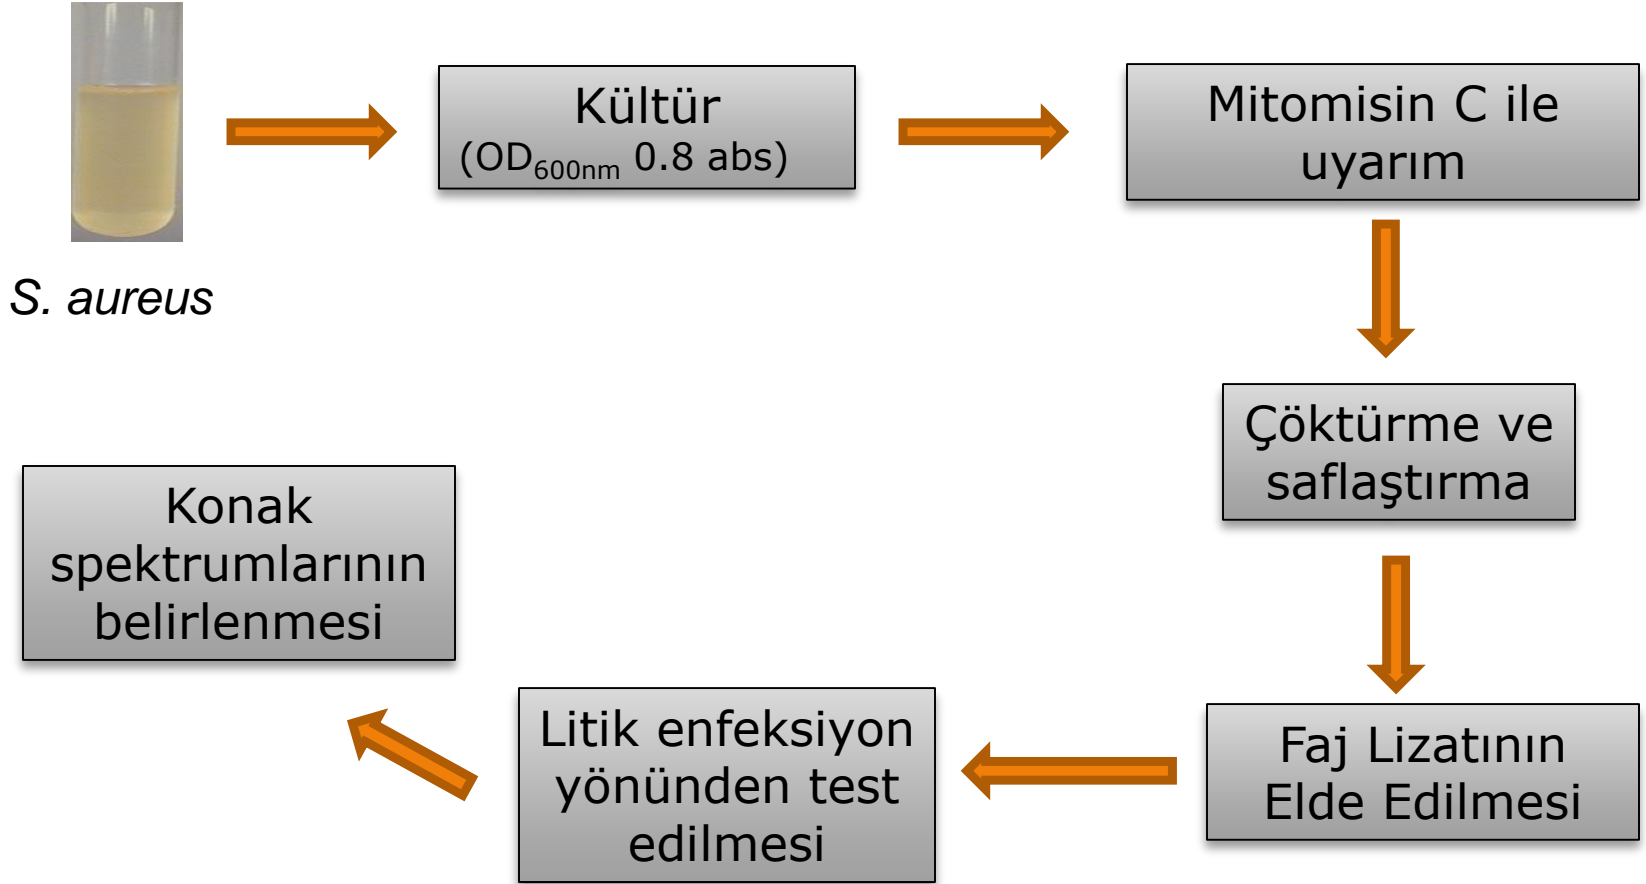 S. aureus
Kültür
(OD600nm 0.8 abs)
Mitomisin C ile
uyarım
Çöktürme ve
saflaştırma
Faj Lizatının
Elde Edilmesi
Litik enfeksiyon
yönünden test
edilmesi
Konak
spektrumlarının
belirlenmesi